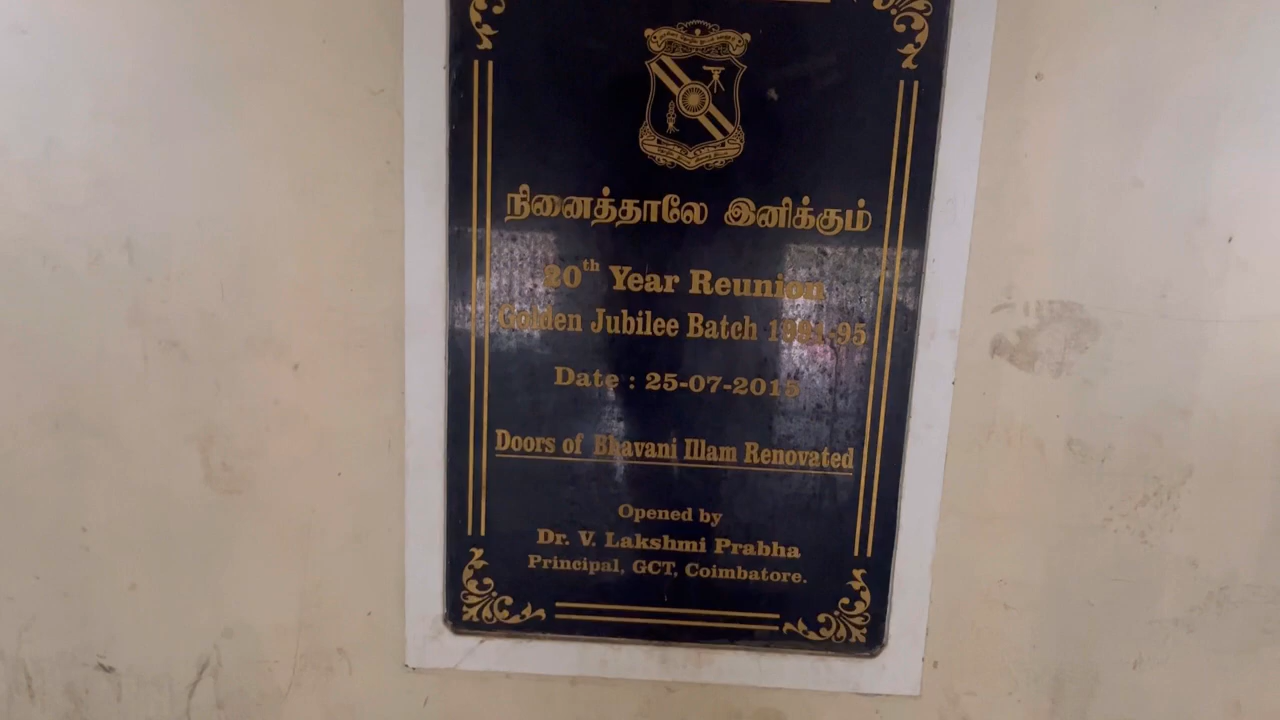 நினைத்தாலே இனிக்கும்
20th Year Reunion
Golden Jubilee Batch 1991-95
Date : 25-07-2015
Doors of Bhavani Illam Renovated
Opened by
Dr. V. Lakshmi Prabha
Principal, GCT, Coimbatore.